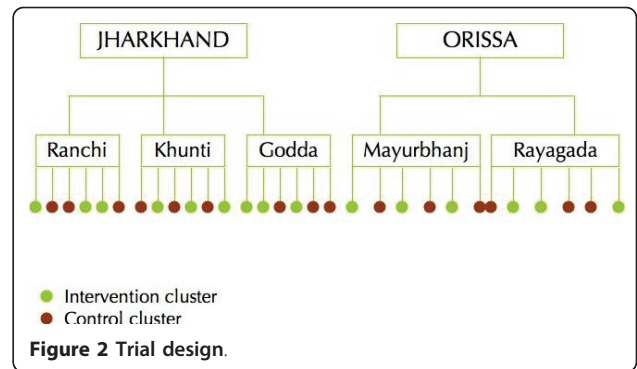 JHARKHAND ORISSA
Ranchi Khunti Godda Mayurbhanj Rayagada
Intervention cluster
Control cluster
Figure 2 Trial design.